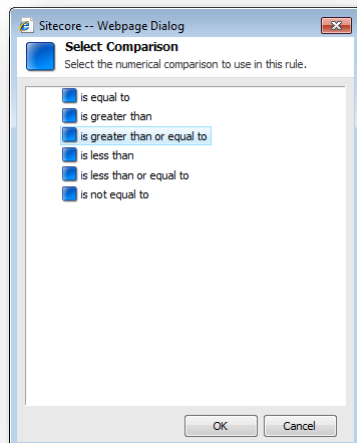 Sitecore -- Webpage Dialog
Select Comparison
Select the numerical comparison to use in this rule.
is equal to
is greater than
is greater than or equal to
is less than
is less than or equal to
is not equal to
OK
Cancel